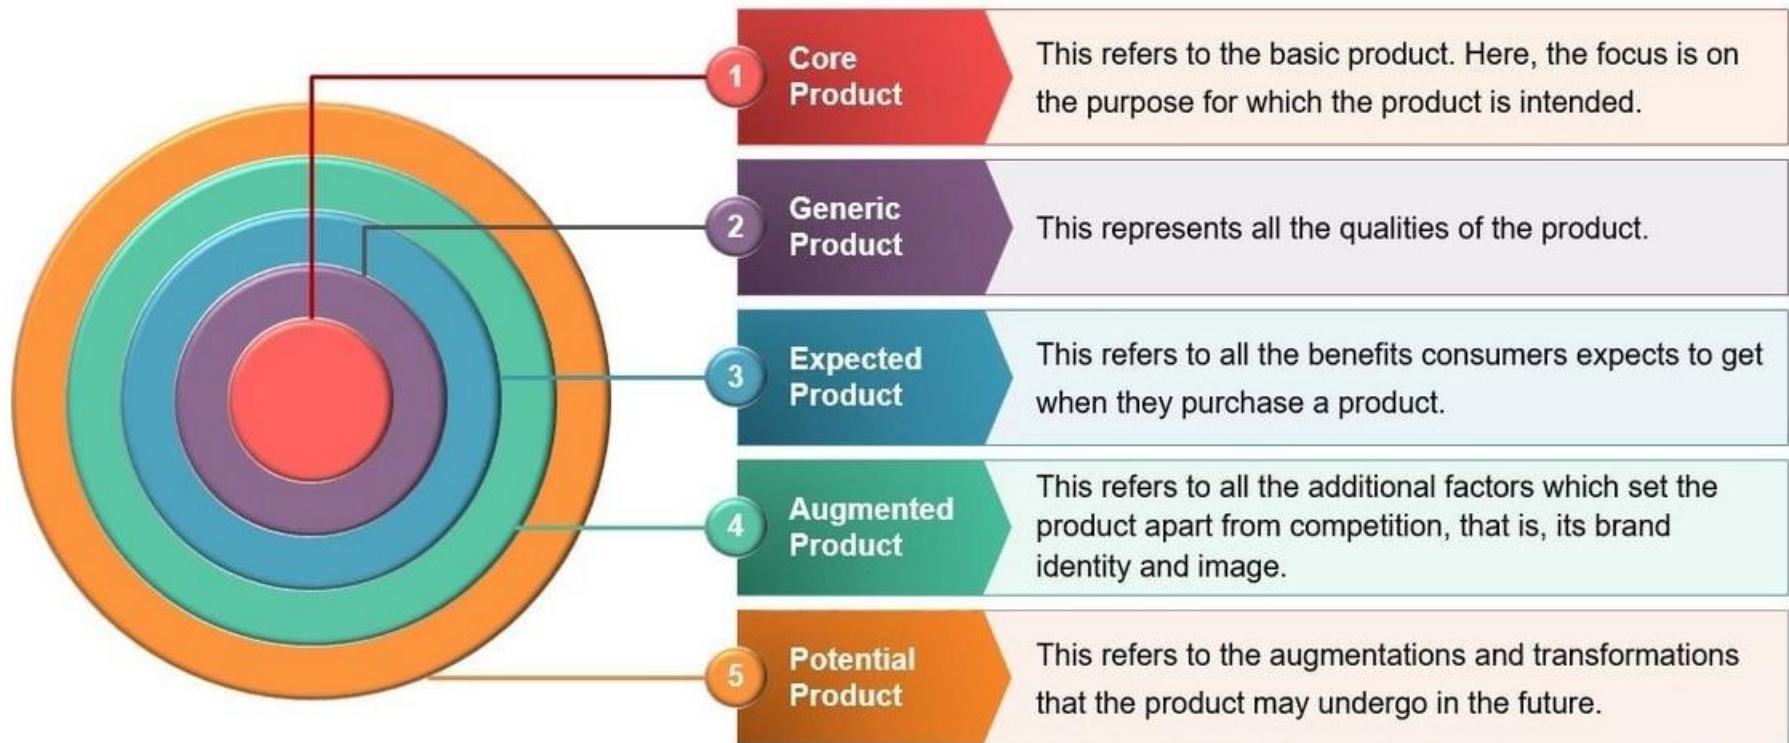 1
Core
Product
This refers to the basic product. Here, the focus is on
the purpose for which the product is intended.
2
Generic
Product
This represents all the qualities of the product.
3
Expected
Product
This refers to all the benefits consumers expects to get
when they purchase a product.
4
Augmented
Product
This refers to all the additional factors which set the
product apart from competition, that is, its brand
identity and image.
5
Potential
Product
This refers to the augmentations and transformations
that the product may undergo in the future.